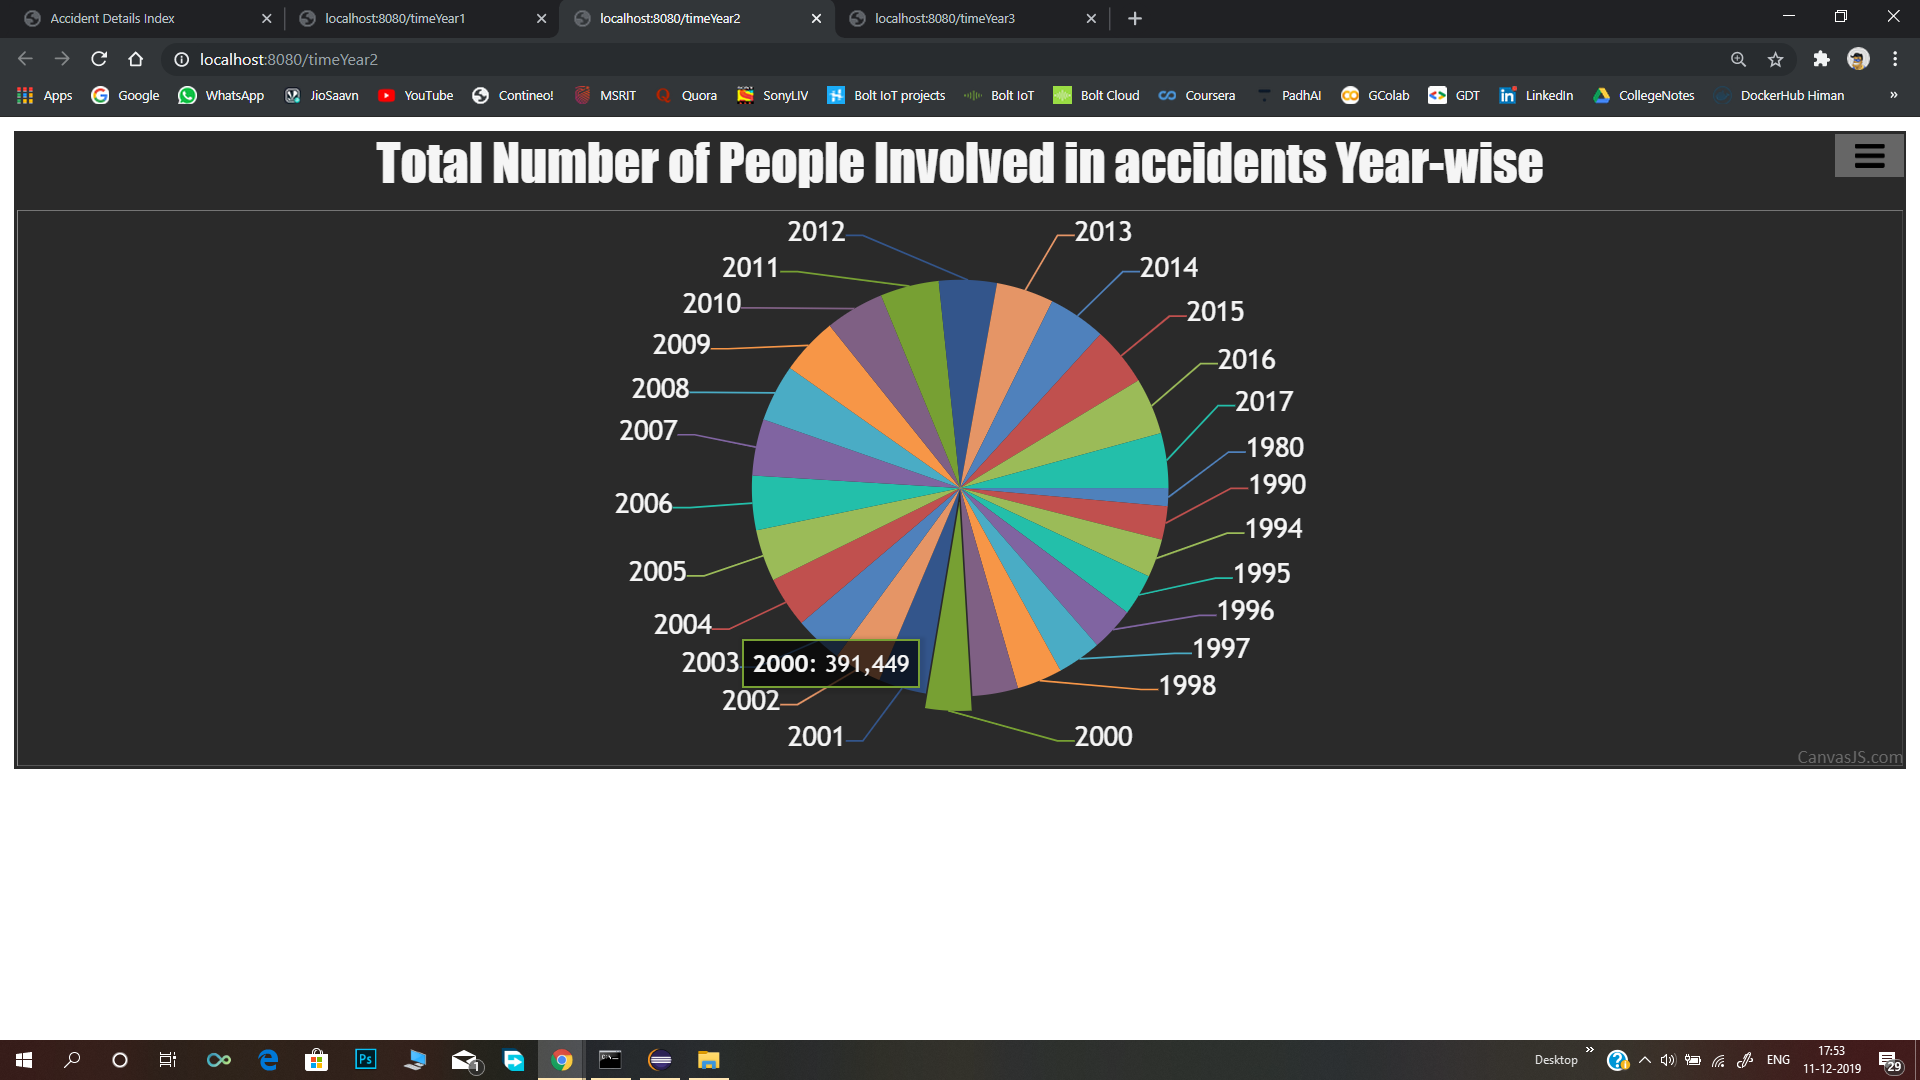 Accident Details Index
localhost:8080/timeYear1
localhost:8080/timeYear2
localhost:8080/timeYear3
localhost:8080/timeYear2
Apps Google WhatsApp JioSaavn YouTube Contineo! MSRIT Quora SonyLIV Bolt IoT projects Bolt IoT Bolt Cloud Coursera PadhAI GColab GDT LinkedIn CollegeNotes DockerHub Himan »
Total Number of People Involved in accidents Year-wise
2012 2013
2011 2014
2010 2015
2009 2016
2008 2017
2007 1980
2006 1990
1994
2005 1995
2004 1996
2003 2000: 391,449 1997
2002 1998
2001 2000
CanvasJS.com
Ps
1
Desktop » ENG 17:53
11-12-2019 29